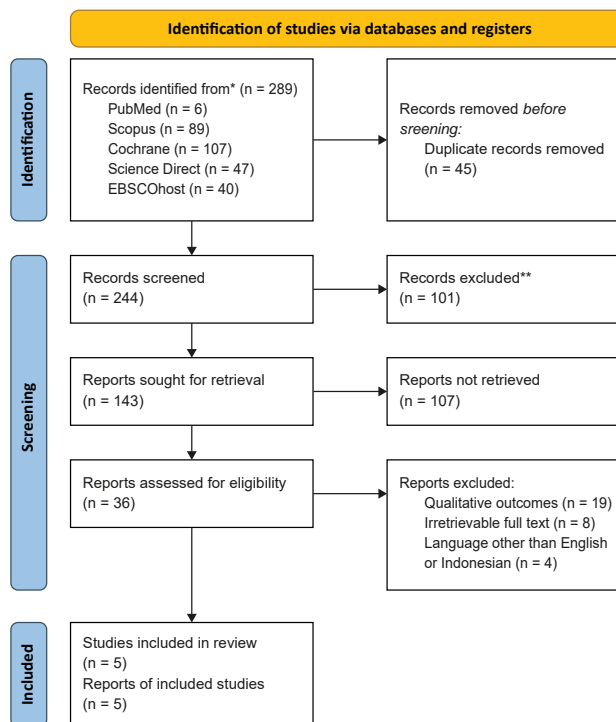 Identification of studies via databases and registers
Identification
Records identified from* (n = 289)
PubMed (n = 6)
Scopus (n = 89)
Cochrane (n = 107)
Science Direct (n = 47)
EBSCOhost (n = 40)
Records removed before
sreening:
Duplicate records removed
(n = 45)
Screening
Records screened
(n = 244)
Records excluded**
(n = 101)
Reports sought for retrieval
(n = 143)
Reports not retrieved
(n = 107)
Reports assessed for eligibility
(n = 36)
Reports excluded:
Qualitative outcomes (n = 19)
Irretrievable full text (n = 8)
Language other than English
or Indonesian (n = 4)
Included
Studies included in review
(n = 5)
Reports of included studies
(n = 5)